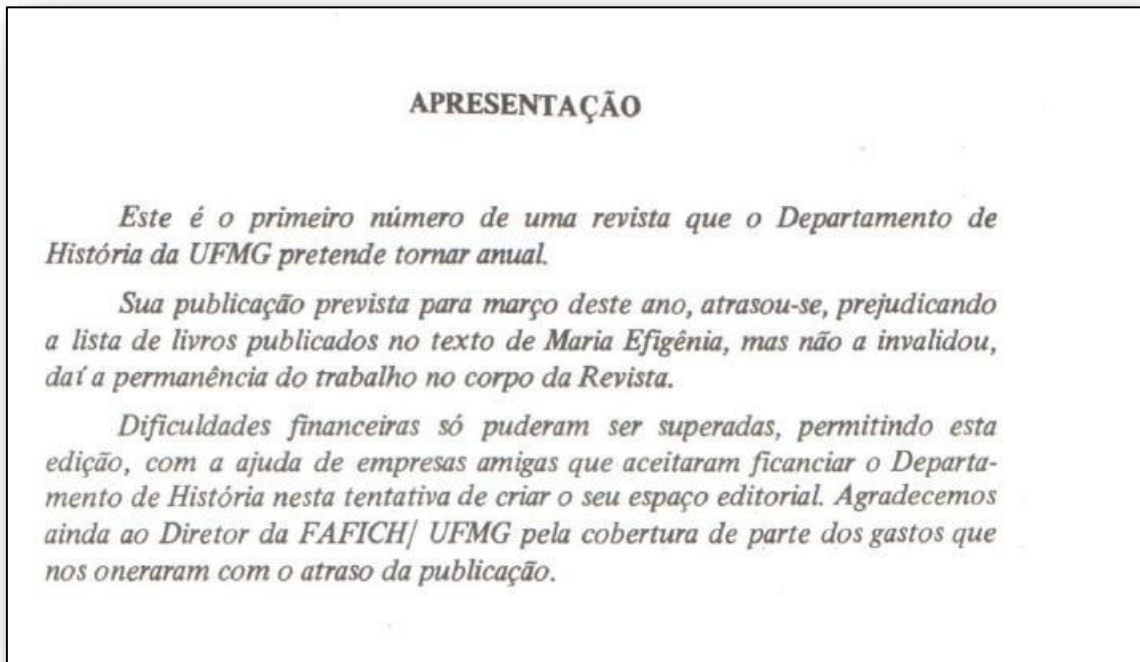 APRESENTAÇÃO
Este é o primeiro número de uma revista que o Departamento de
História da UFMG pretende tornar anual.
Sua publicação prevista para março deste ano, atrasou-se, prejudicando
a lista de livros publicados no texto de Maria Efigênia, mas não a invalidou,
daí a permanência do trabalho no corpo da Revista.
Dificuldades financeiras só puderam ser superadas, permitindo esta
edição, com a ajuda de empresas amigas que aceitaram ficanciar o Departa-
mento de História nesta tentativa de criar o seu espaço editorial. Agradecemos
ainda ao Diretor da FAFICH/ UFMG pela cobertura de parte dos gastos que
nos oneraram com o atraso da publicação.